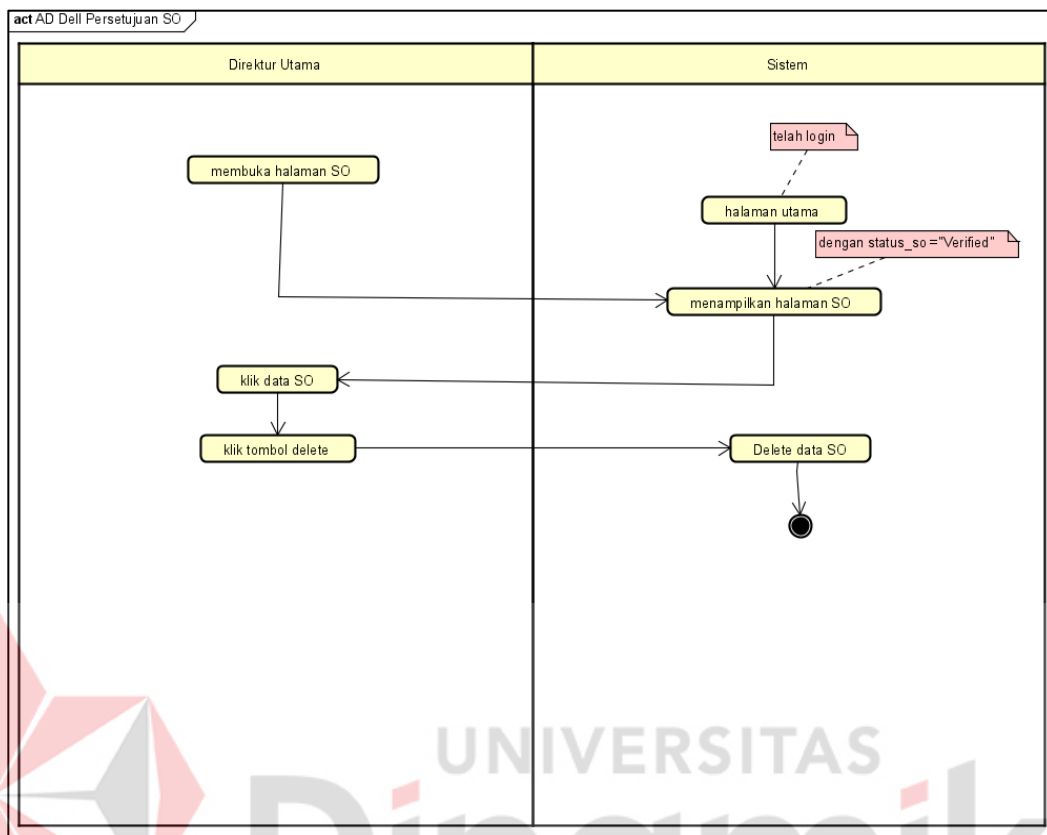 act AD Dell Persetujuan SO
Direktur Utama
Sistem
telah login
membuka halaman SO
halaman utama
dengan status_so ="Verified"
menampilkan halaman SO
klik data SO
klik tombol delete
Delete data SO
UNIVERSITAS
Dinamik